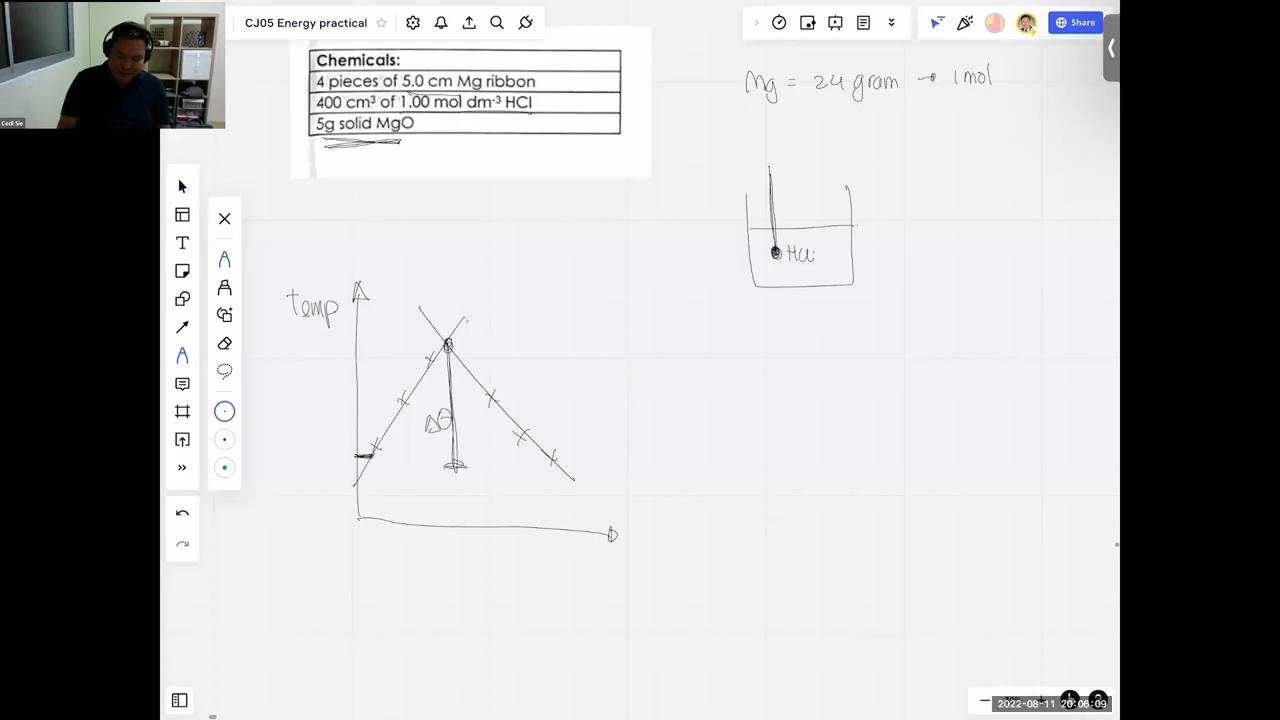 CJ05 Energy practical
Share
Cecil Sie
Chemicals:
4 pieces of 5.0 cm Mg ribbon
400 cm³ of 1.00 mol dm⁻³ HCl
5g solid MgO
Mg = 24 gram → 1 mol
HCl
temp
Δθ
2022-08-11 20:06:09